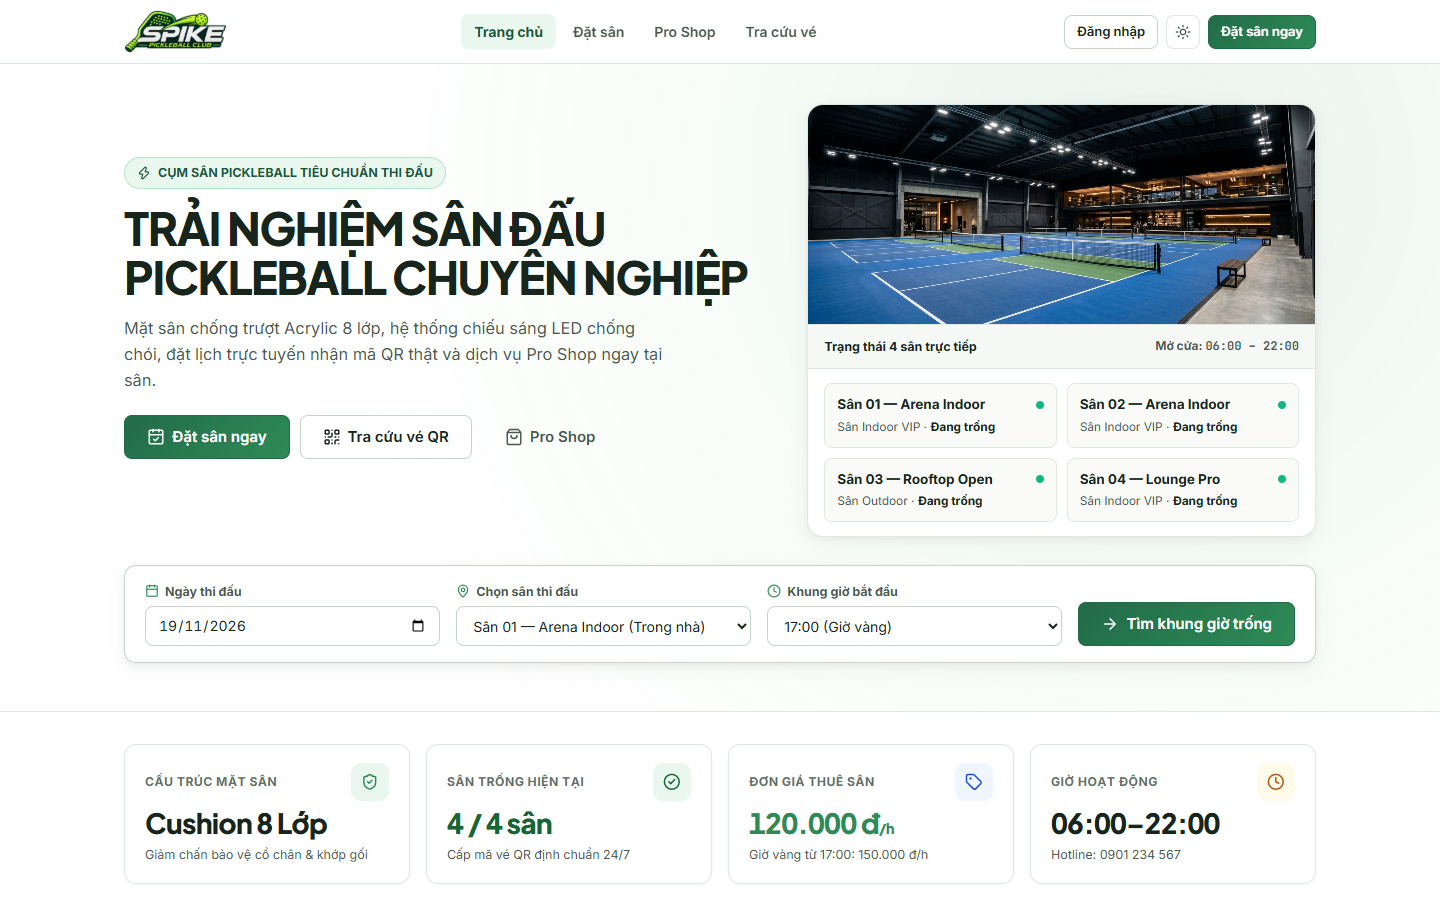 SPIKE
PICKLEBALL CLUB
Trang chủ
Đặt sân
Pro Shop
Tra cứu vé
Đăng nhập
Đặt sân ngay
CỤM SÂN PICKLEBALL TIÊU CHUẨN THI ĐẤU
TRẢI NGHIỆM SÂN ĐẤU
PICKLEBALL CHUYÊN NGHIỆP
Mặt sân chống trượt Acrylic 8 lớp, hệ thống chiếu sáng LED chống
chói, đặt lịch trực tuyến nhận mã QR thật và dịch vụ Pro Shop ngay tại
sân.
Đặt sân ngay
Tra cứu vé QR
Pro Shop
Trạng thái 4 sân trực tiếp
Mở cửa: 06:00 - 22:00
Sân 01 — Arena Indoor
Sân Indoor VIP · Đang trống
Sân 02 — Arena Indoor
Sân Indoor VIP · Đang trống
Sân 03 — Rooftop Open
Sân Outdoor · Đang trống
Sân 04 — Lounge Pro
Sân Indoor VIP · Đang trống
Ngày thi đấu
19/11/2026
Chọn sân thi đấu
Sân 01 — Arena Indoor (Trong nhà)
Khung giờ bắt đầu
17:00 (Giờ vàng)
Tìm khung giờ trống
CẤU TRÚC MẶT SÂN
Cushion 8 Lớp
Giảm chấn bảo vệ cổ chân & khớp gối
SÂN TRỐNG HIỆN TẠI
4 / 4 sân
Cấp mã vé QR định chuẩn 24/7
ĐƠN GIÁ THUÊ SÂN
120.000 đ/h
Giờ vàng từ 17:00: 150.000 đ/h
GIỜ HOẠT ĐỘNG
06:00–22:00
Hotline: 0901 234 567